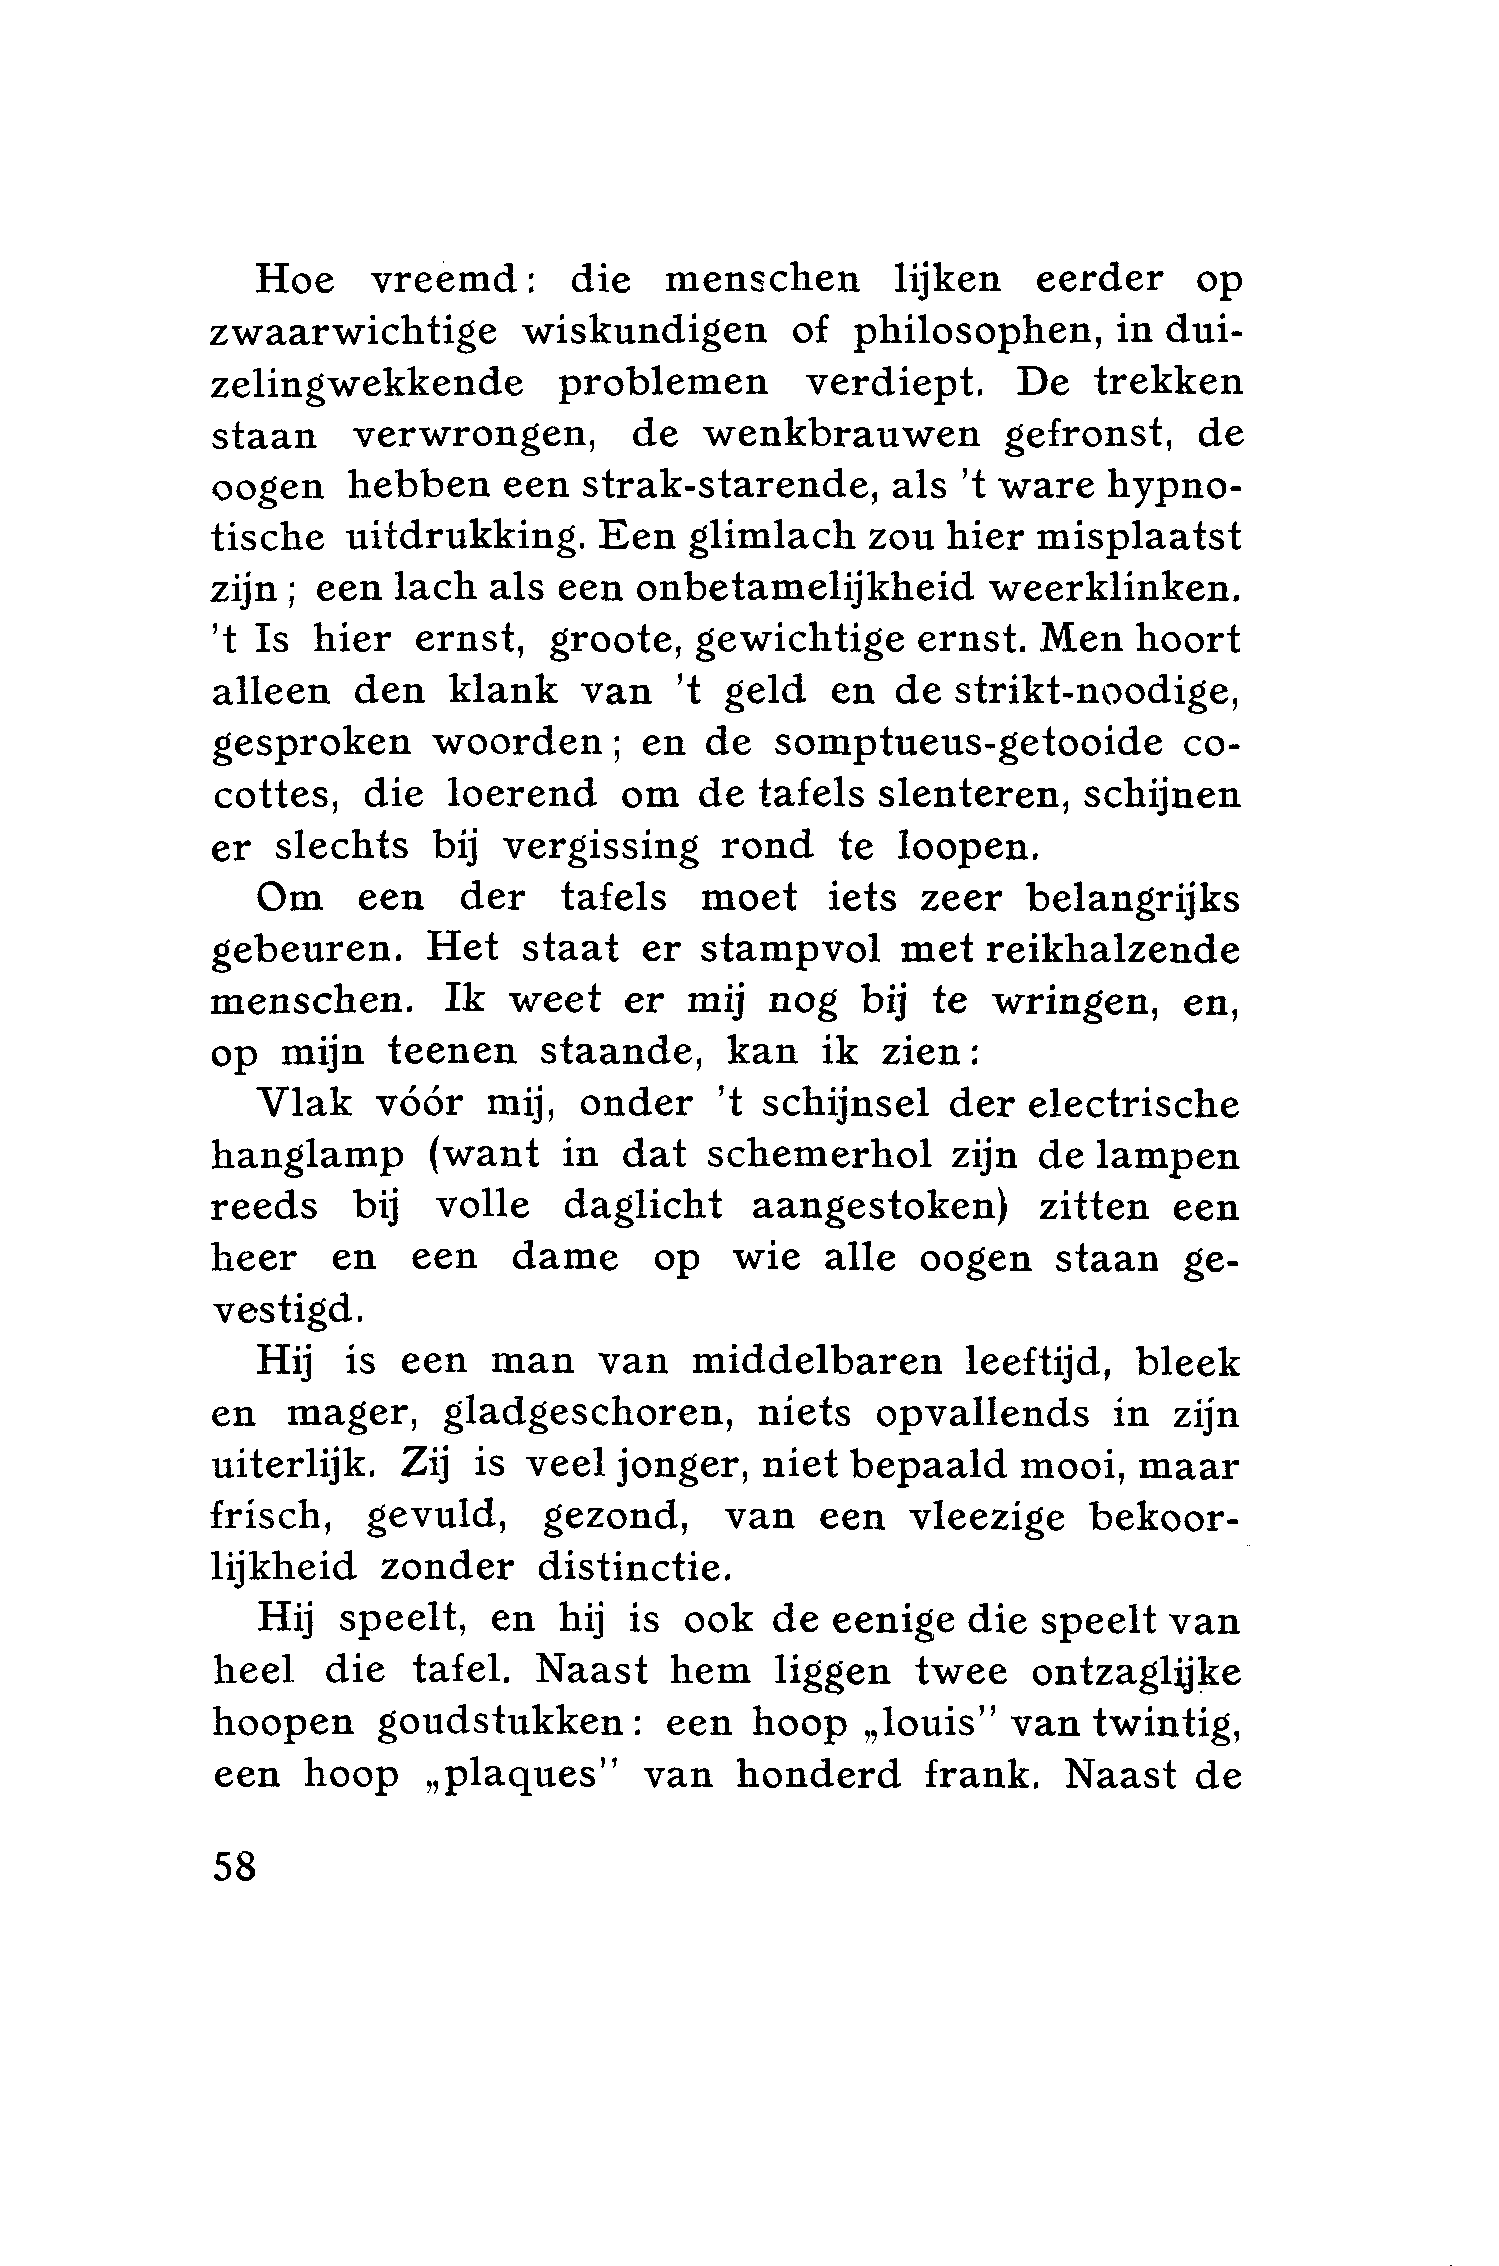 Hoe vreemd: die menschen lijken eerder op
zwaarwichtige wiskundigen of philosophen, in dui-
zelingwekkende problemen verdiept. De trekken
staan verwrongen, de wenkbrauwen gefronst, de
oogen hebben een strak-starende, als 't ware hypno-
tische uitdrukking. Een glimlach zou hier misplaatst
zijn; een lach als een onbetamelijkheid weerklinken.
't Is hier ernst, groote, gewichtige ernst. Men hoort
alleen den klank van 't geld en de strikt-noodige,
gesproken woorden; en de somptueus-getooide co-
cottes, die loerend om de tafels slenteren, schijnen
er slechts bij vergissing rond te loopen.
Om een der tafels moet iets zeer belangrijks
gebeuren. Het staat er stampvol met reikhalzende
menschen. Ik weet er mij nog bij te wringen, en,
op mijn teenen staande, kan ik zien:
Vlak vóór mij, onder 't schijnsel der electrische
hanglamp (want in dat schemerhol zijn de lampen
reeds bij volle daglicht aangestoken) zitten een
heer en een dame op wie alle oogen staan ge-
vestigd.
Hij is een man van middelbaren leeftijd, bleek
en mager, gladgeschoren, niets opvallends in zijn
uiterlijk. Zij is veel jonger, niet bepaald mooi, maar
frisch, gevuld, gezond, van een vleezige bekoor-
lijkheid zonder distinctie.
Hij speelt, en hij is ook de eenige die speelt van
heel die tafel. Naast hem liggen twee ontzaglijke
hoopen goudstukken: een hoop „louis” van twintig,
een hoop „plaques” van honderd frank. Naast de
58